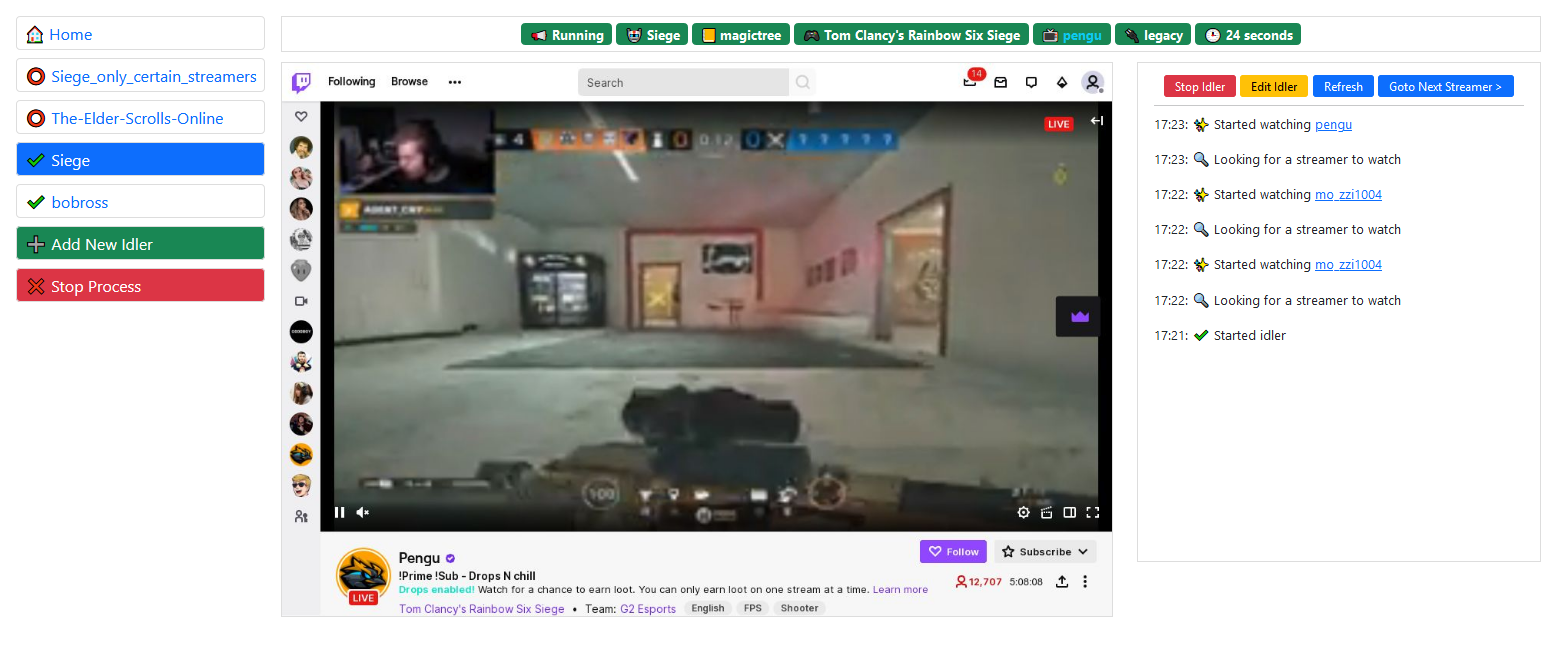 Home
Siege_only_certain_streamers
The-Elder-Scrolls-Online
Siege
bobross
Add New Idler
Stop Process
Running Siege magictree Tom Clancy's Rainbow Six Siege pengu legacy 24 seconds
Following Browse ••• Search 14
LIVE
4 0:12 0 ? ? ? ? ?
100
Pengu
!Prime !Sub - Drops N chill
Drops enabled! Watch for a chance to earn loot. You can only earn loot on one stream at a time. Learn more
Tom Clancy's Rainbow Six Siege • Team: G2 Esports English FPS Shooter
LIVE
Follow Subscribe
12,707 5:08:08
Stop Idler Edit Idler Refresh Goto Next Streamer >
17:23: Started watching pengu
17:23: Looking for a streamer to watch
17:22: Started watching mo_zzi1004
17:22: Looking for a streamer to watch
17:22: Started watching mo_zzi1004
17:22: Looking for a streamer to watch
17:21: Started idler